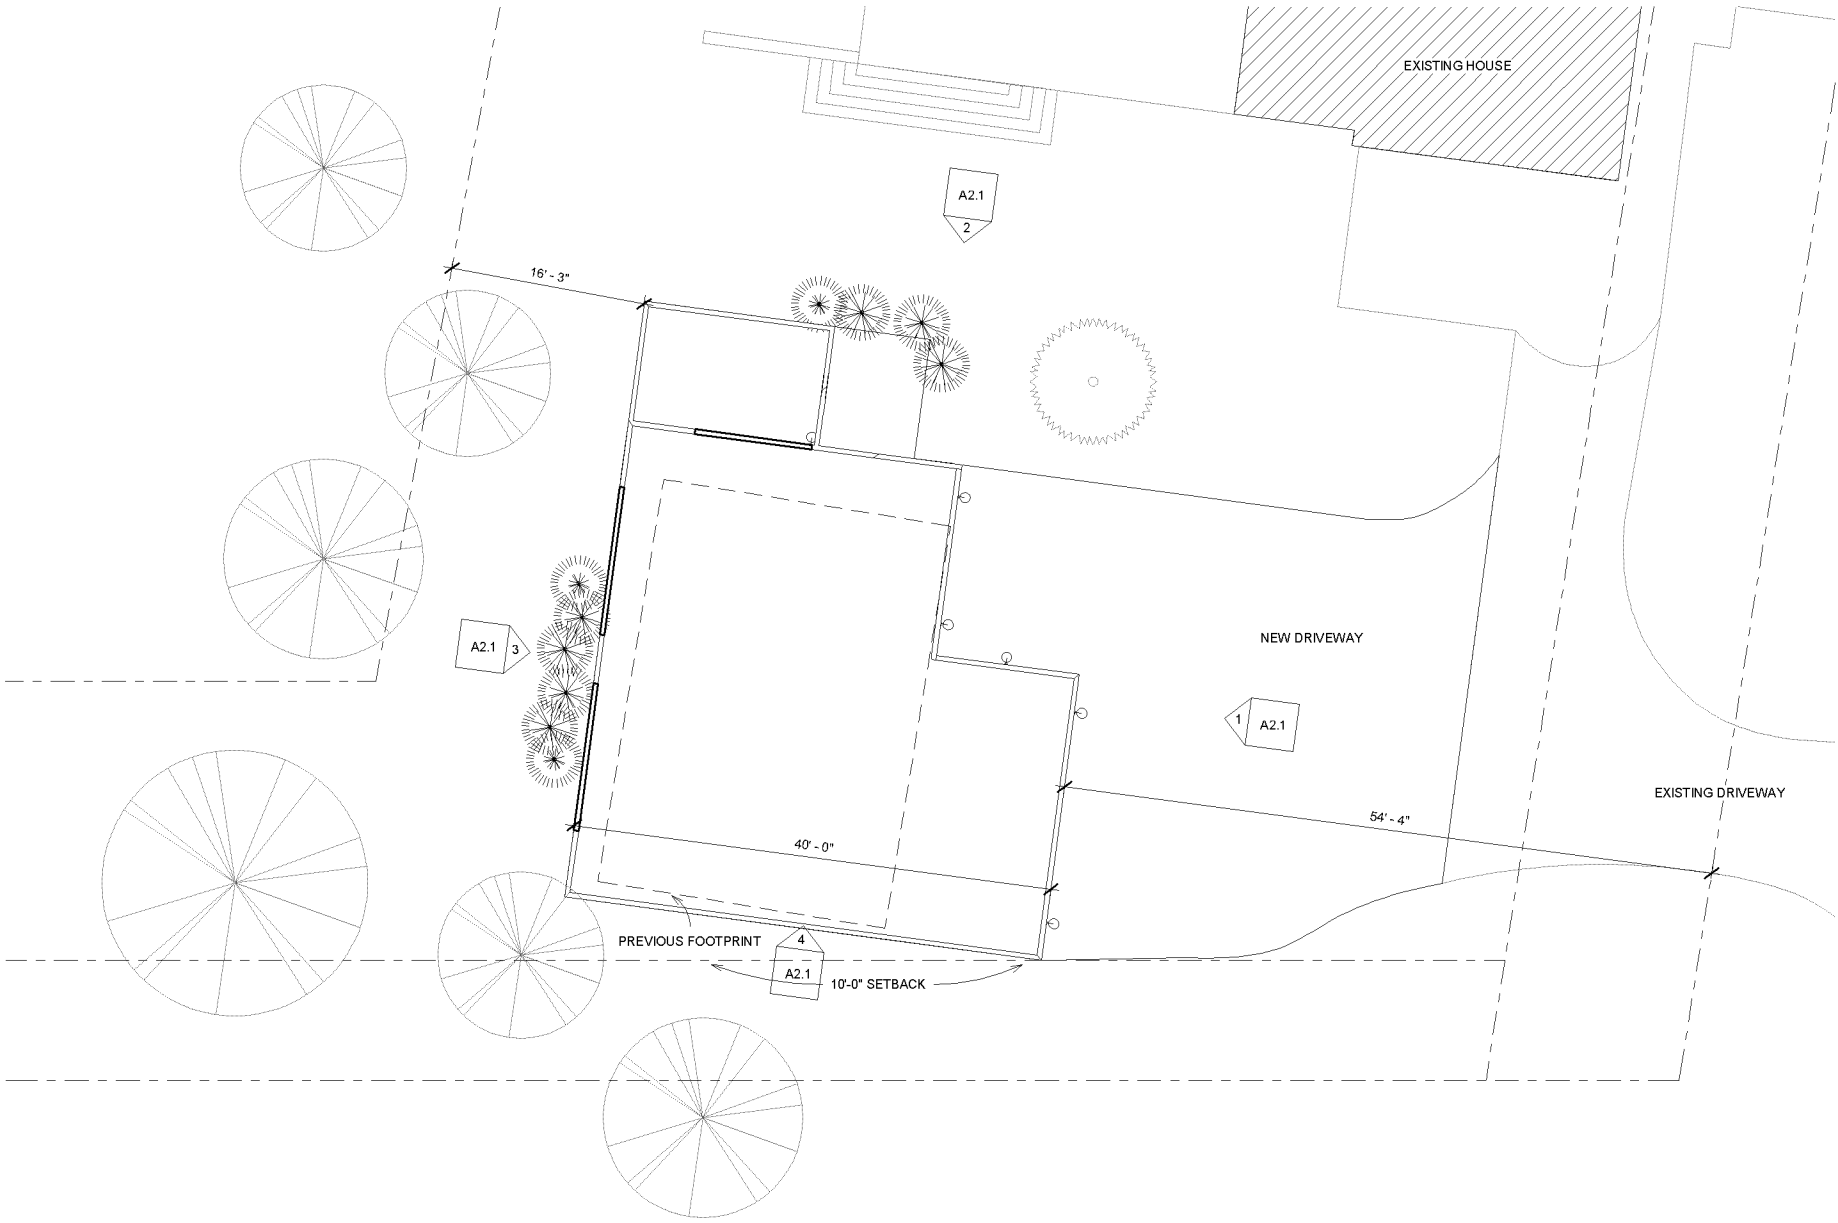 EXISTING HOUSE
A2.1
2
16' - 3"
NEW DRIVEWAY
A2.1
3
1
A2.1
EXISTING DRIVEWAY
54' - 4"
40' - 0"
PREVIOUS FOOTPRINT
4
A2.1
10'-0" SETBACK